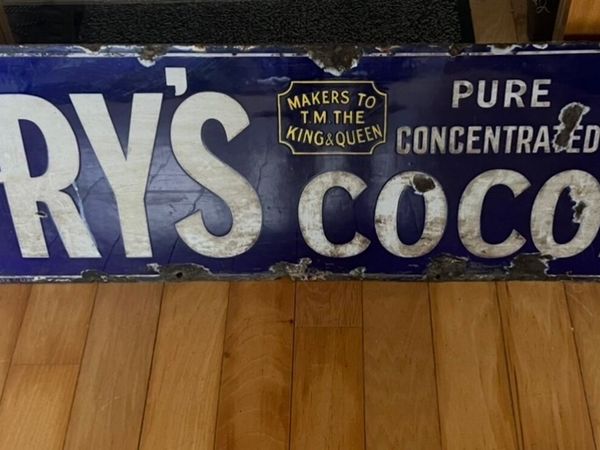 RY'S
MAKERS TO
T.M. THE
KING & QUEEN
PURE
CONCENTRATED
COCO